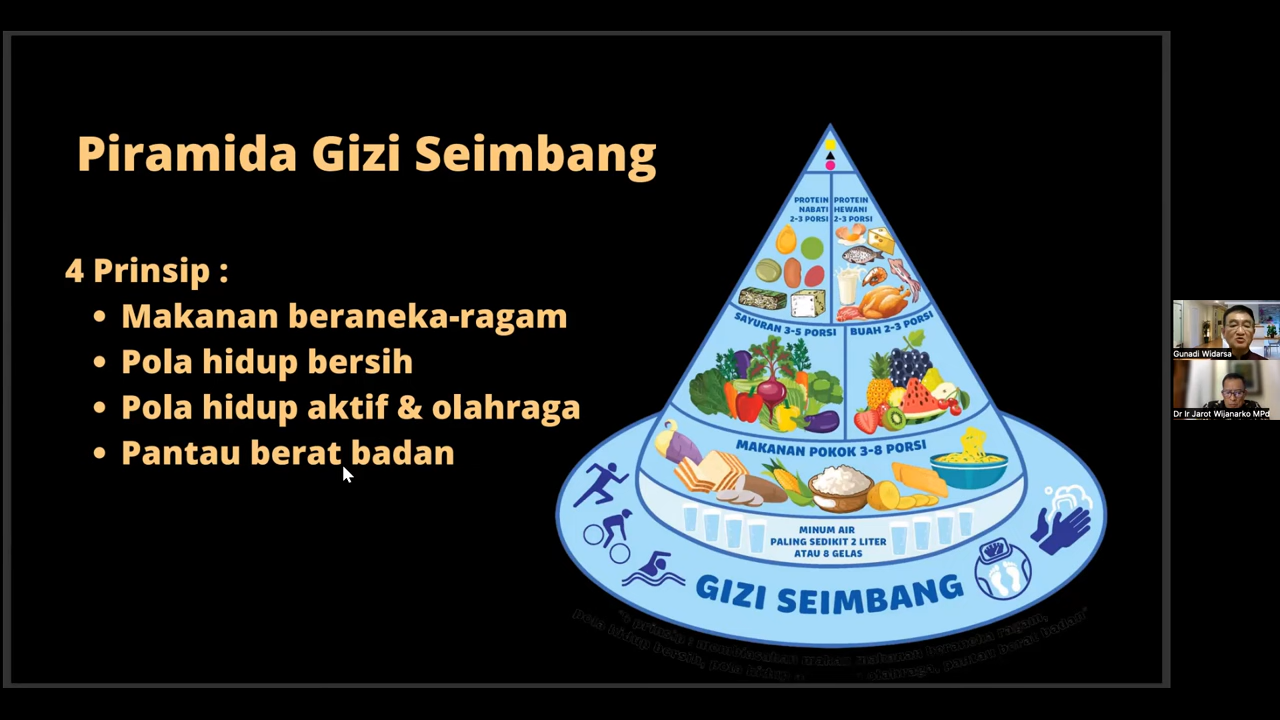 Piramida Gizi Seimbang
4 Prinsip :
• Makanan beraneka-ragam
• Pola hidup bersih
• Pola hidup aktif & olahraga
• Pantau berat badan
PROTEIN NABATI 2-3 PORSI
PROTEIN HEWANI 2-3 PORSI
SAYURAN 3-5 PORSI
BUAH 2-3 PORSI
MAKANAN POKOK 3-8 PORSI
MINUM AIR
PALING SEDIKIT 2 LITER
ATAU 8 GELAS
GIZI SEIMBANG
Gunadi Widarsa
Dr Ir Jarot Wijanarko MPd